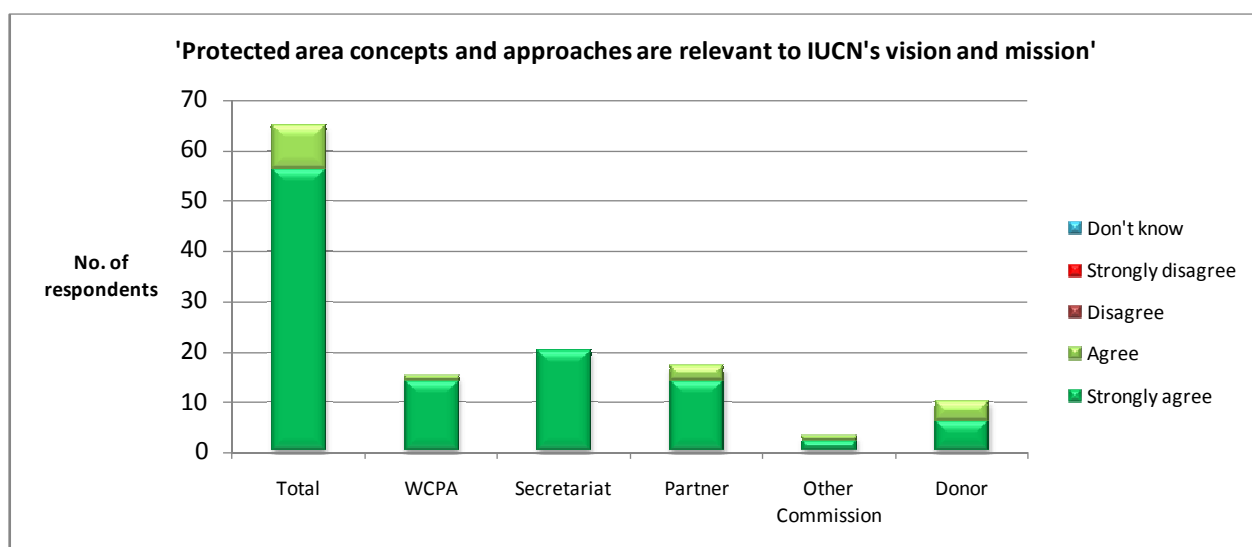 'Protected area concepts and approaches are relevant to IUCN's vision and mission'
70
60
50
40
30
20
10
0
No. of
respondents
Total
WCPA
Secretariat
Partner
Other
Commission
Donor
Don't know
Strongly disagree
Disagree
Agree
Strongly agree